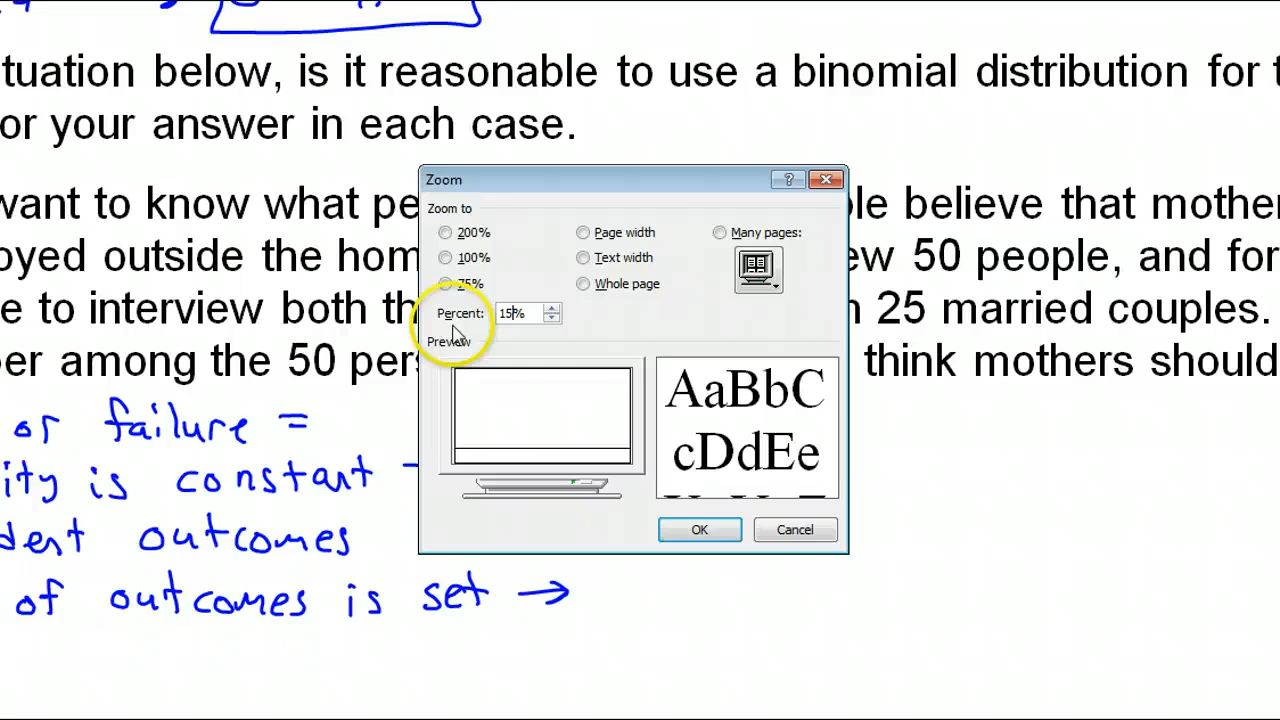 tuation below, is it reasonable to use a binomial distribution for t
or your answer in each case.
want to know what pe
ple believe that mother
oyed outside the hom
ew 50 people, and for
e to interview both th
n 25 married couples.
er among the 50 pers
think mothers should
or failure =
ity is constant
dent outcomes
of outcomes is set →
Zoom
Zoom to
200% Page width Many pages:
100% Text width
75% Whole page
Percent: 15%
Preview
AaBbC
cDdEe
OK Cancel